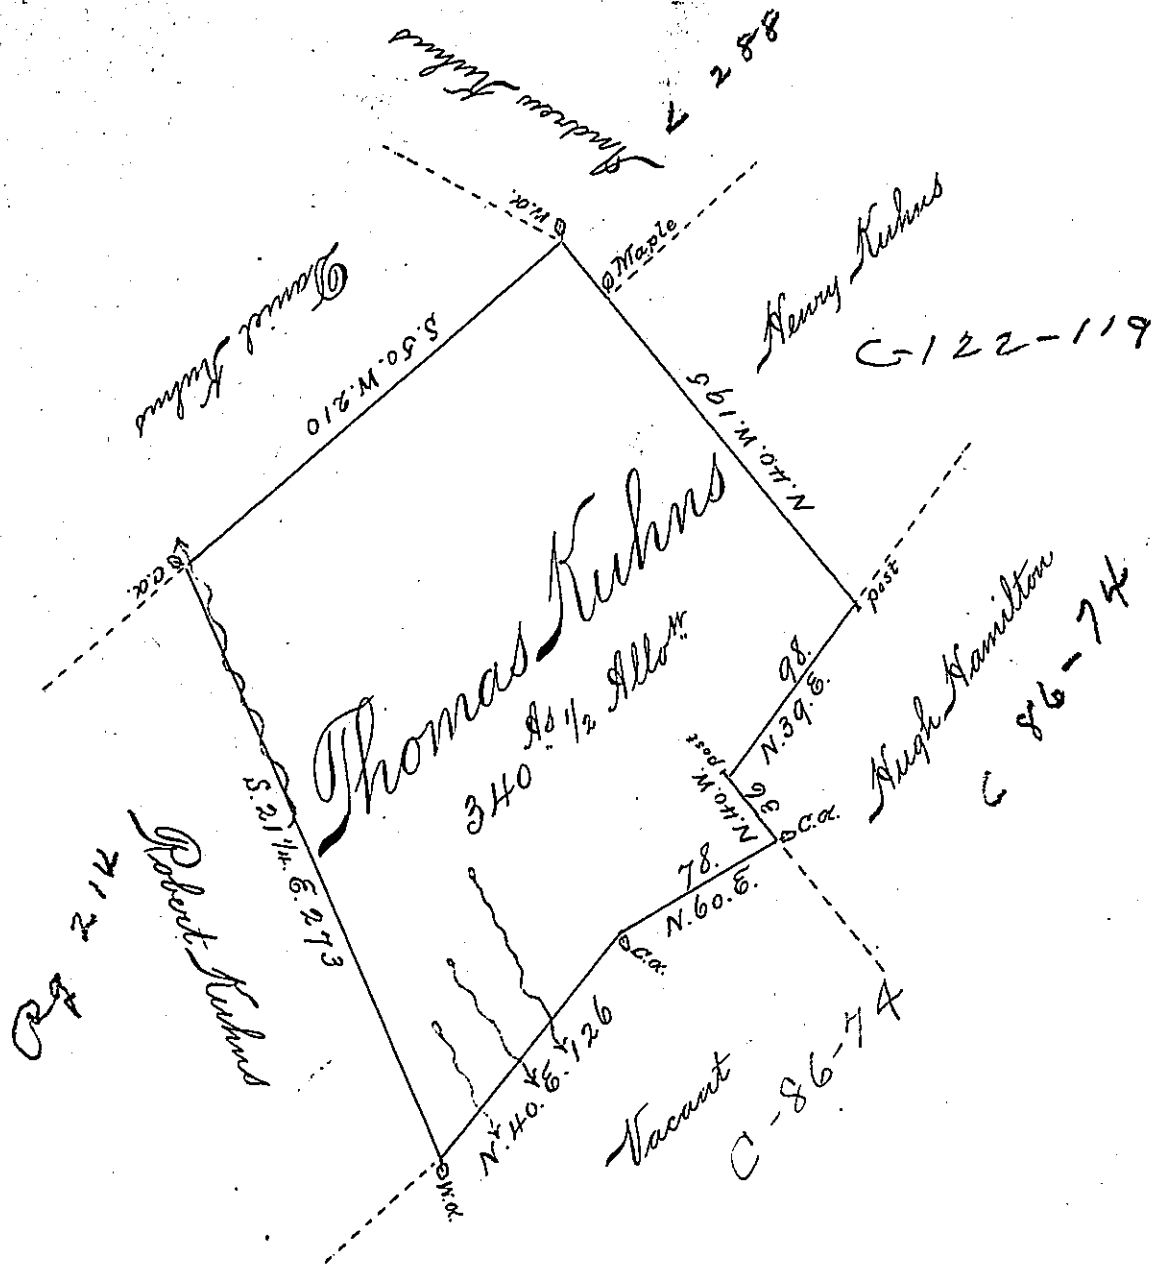 Andrew Kuhns
L 288
W.O.
Maple
Henry Kuhns
C-122-119
Daniel Kuhns
S. 50. W. 210
N. 40. W. 195
C.O.
Thomas Kuhns
340 As. 1/2 Allow
post
98.
N. 39. E.
Hugh Hamilton
86-74
post
N. 40. W.
36
C.O.
78.
N. 60. E.
C.O.
S. 21 1/4. E. 273
Robert Kuhns
N. 40. E. 126
Vacant
C-86-74
W.O.